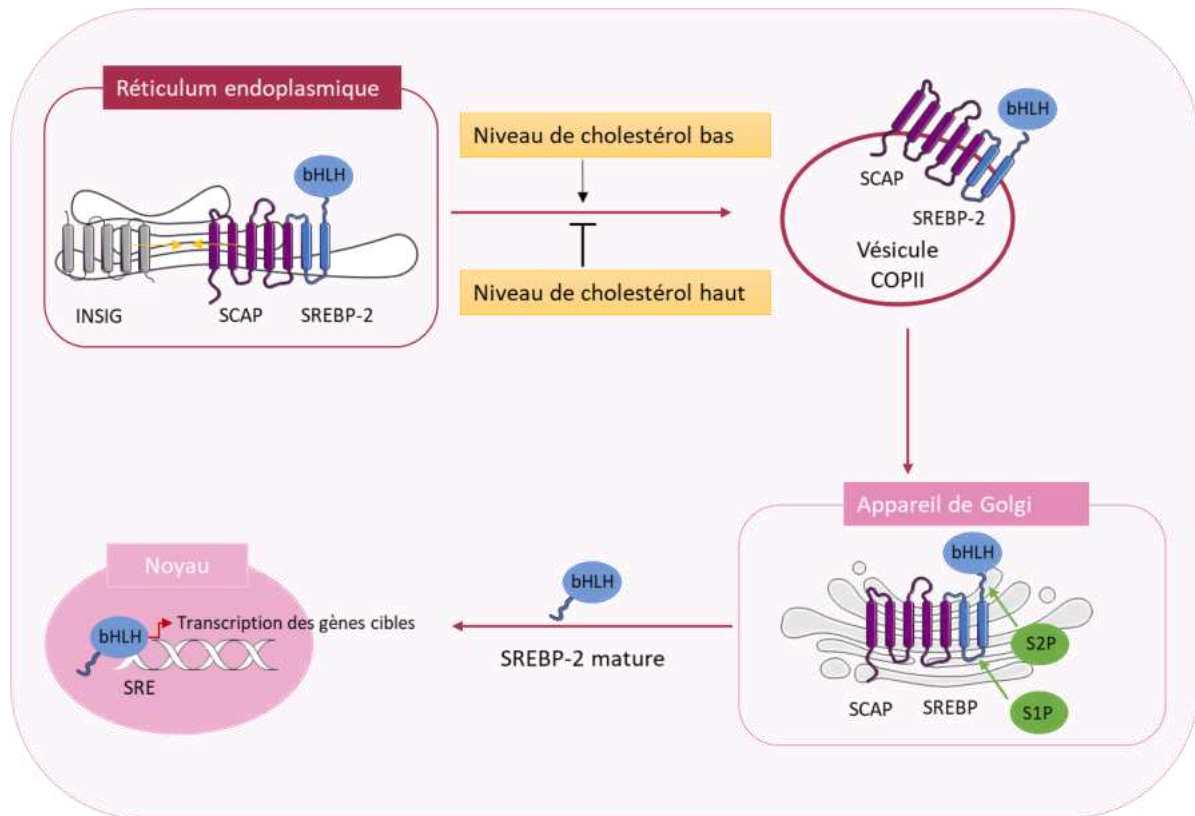 Réticulum endoplasmique
bHLH
INSIG
SCAP
SREBP-2
Niveau de cholestérol bas
Niveau de cholestérol haut
bHLH
SCAP
SREBP-2
Vésicule
COPII
Appareil de Golgi
bHLH
S2P
S1P
SCAP
SREBP
bHLH
SREBP-2 mature
Noyau
bHLH
Transcription des gènes cibles
SRE